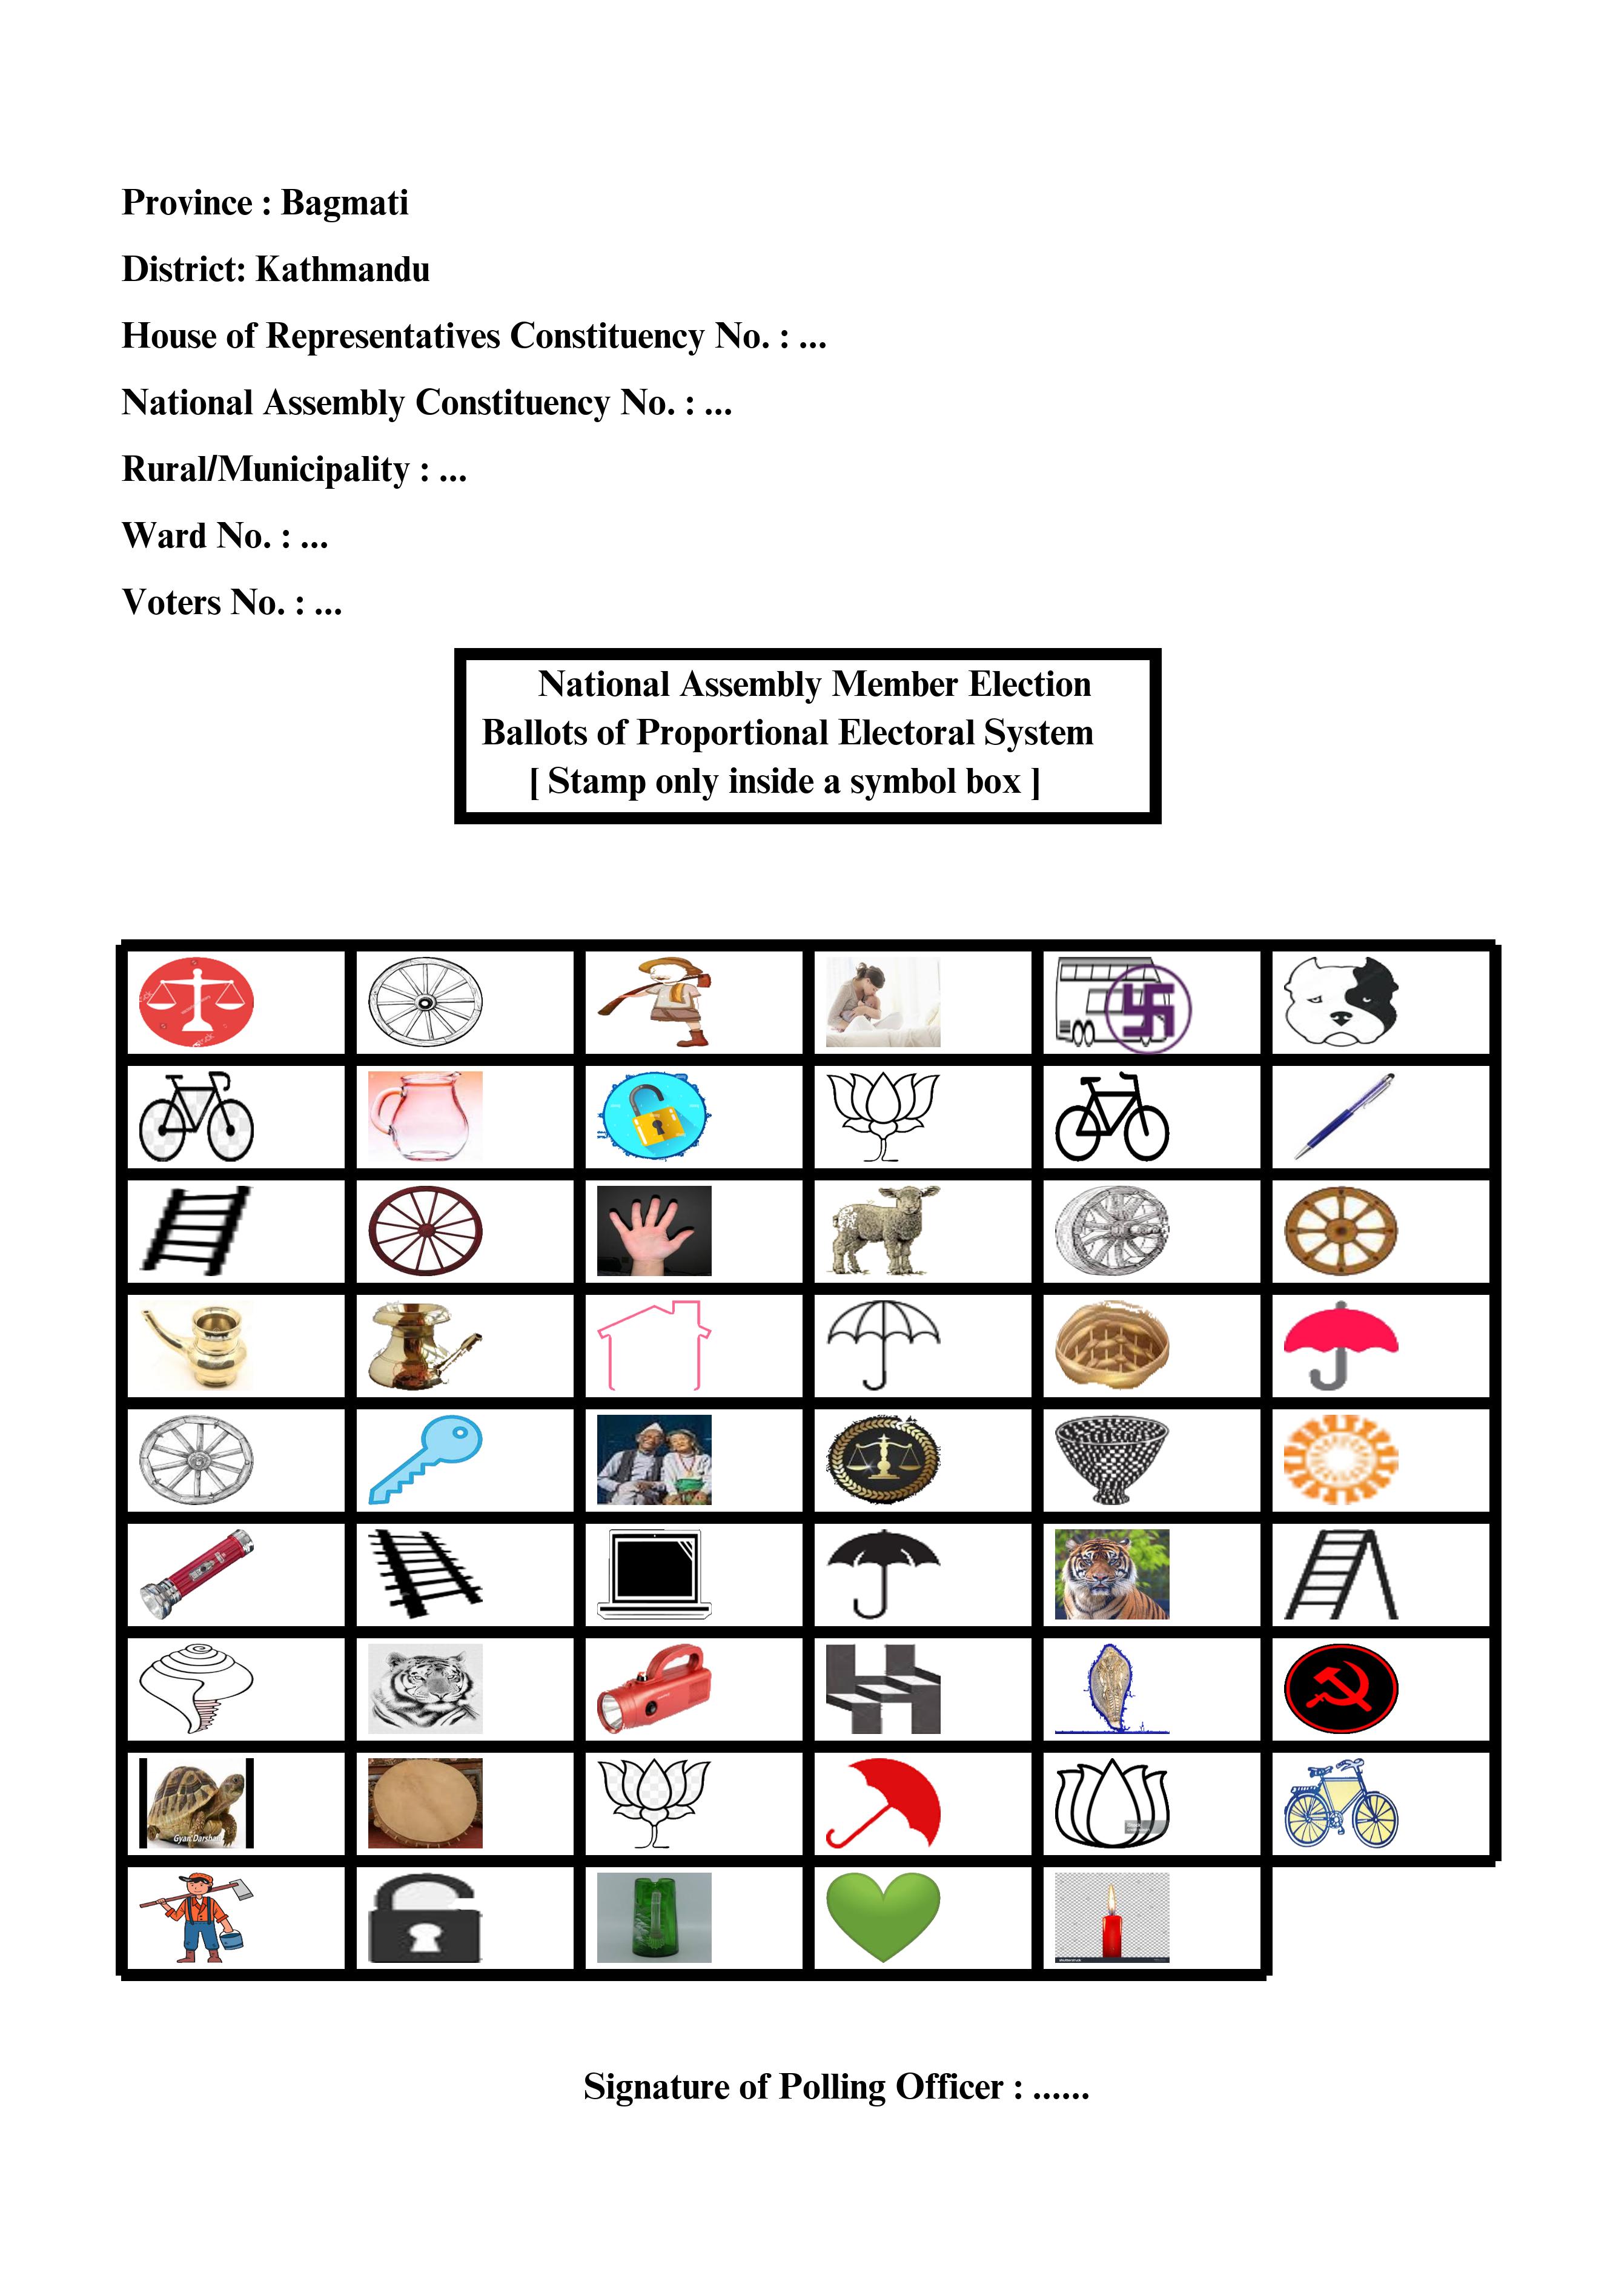 Province : Bagmati
District: Kathmandu
House of Representatives Constituency No. : ...
National Assembly Constituency No. : ...
Rural/Municipality : ...
Ward No. : ...
Voters No. : ...
National Assembly Member Election
Ballots of Proportional Electoral System
[ Stamp only inside a symbol box ]
Gyan Darshan
Signature of Polling Officer : ......